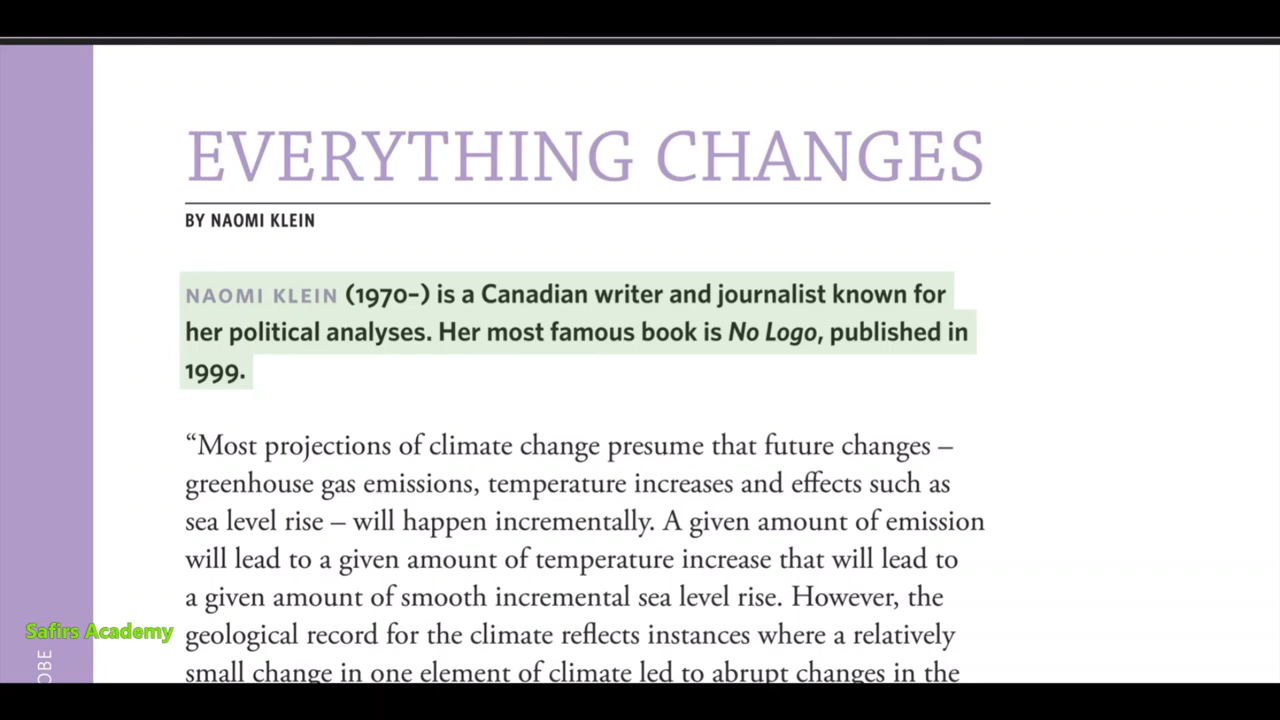 EVERYTHING CHANGES
BY NAOMI KLEIN
NAOMI KLEIN (1970–) is a Canadian writer and journalist known for
her political analyses. Her most famous book is No Logo, published in
1999.
“Most projections of climate change presume that future changes –
greenhouse gas emissions, temperature increases and effects such as
sea level rise – will happen incrementally. A given amount of emission
will lead to a given amount of temperature increase that will lead to
a given amount of smooth incremental sea level rise. However, the
geological record for the climate reflects instances where a relatively
small change in one element of climate led to abrupt changes in the
Safirs Academy
OBE